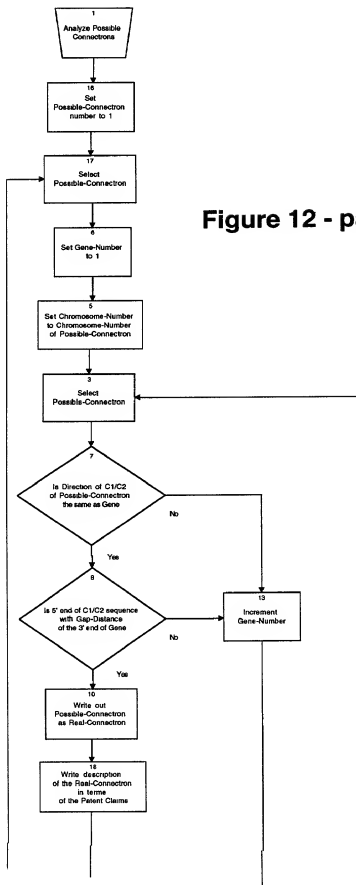 1
Analyze Possible
Connectrons
16
Set
Possible-Connectron
number to 1
17
Select
Possible-Connectron
Figure 12 - p
6
Set Gene-Number
to 1
5
Set Chromosome-Number
to Chromosome-Number
of Possible-Connectron
3
Select
Possible-Connectron
7
Is Direction of C1/C2
of Possible-Connectron
the same as Gene
No
Yes
8
Is 5' end of C1/C2 sequence
with Gap-Distance
of the 3' end of Gene
No
13
Increment
Gene-Number
Yes
10
Write out
Possible-Connectron
as Real-Connectron
18
Write description
of the Real-Connectron
in terms
of the Patent Claims